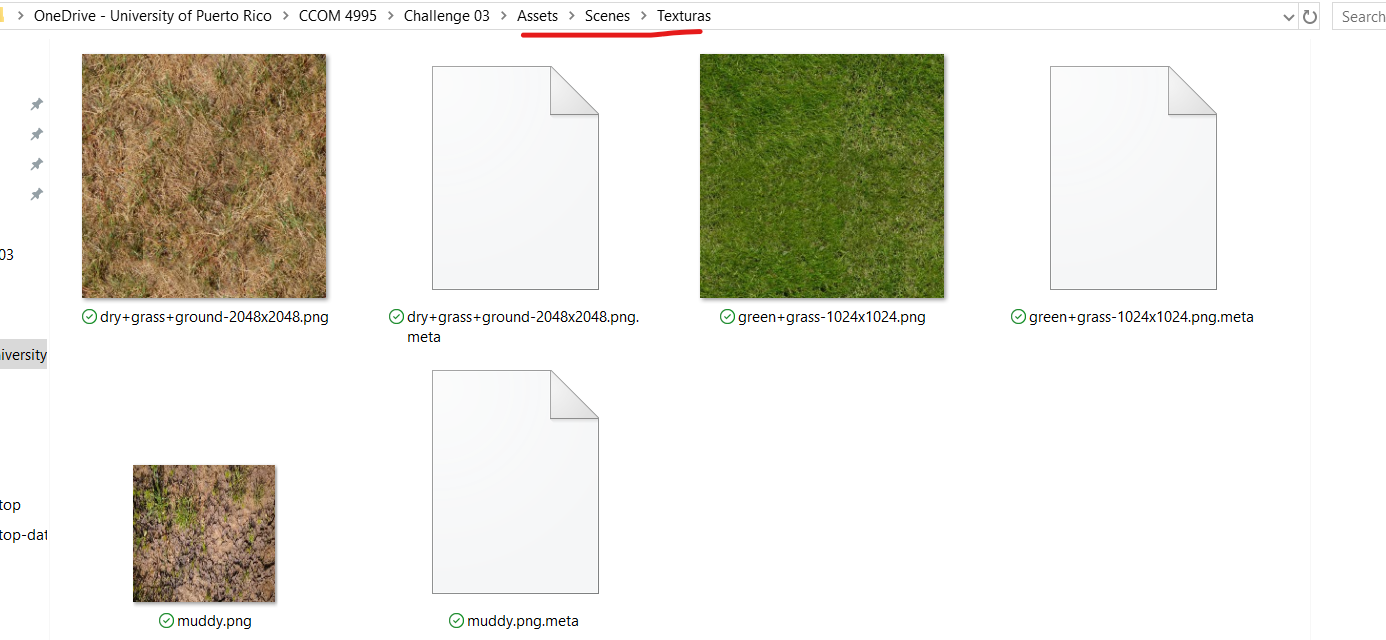 OneDrive - University of Puerto Rico > CCOM 4995 > Challenge 03 > Assets > Scenes > Texturas
Search
03
iversity
top
top-dat
dry+grass+ground-2048x2048.png
dry+grass+ground-2048x2048.png.
meta
green+grass-1024x1024.png
green+grass-1024x1024.png.meta
muddy.png
muddy.png.meta